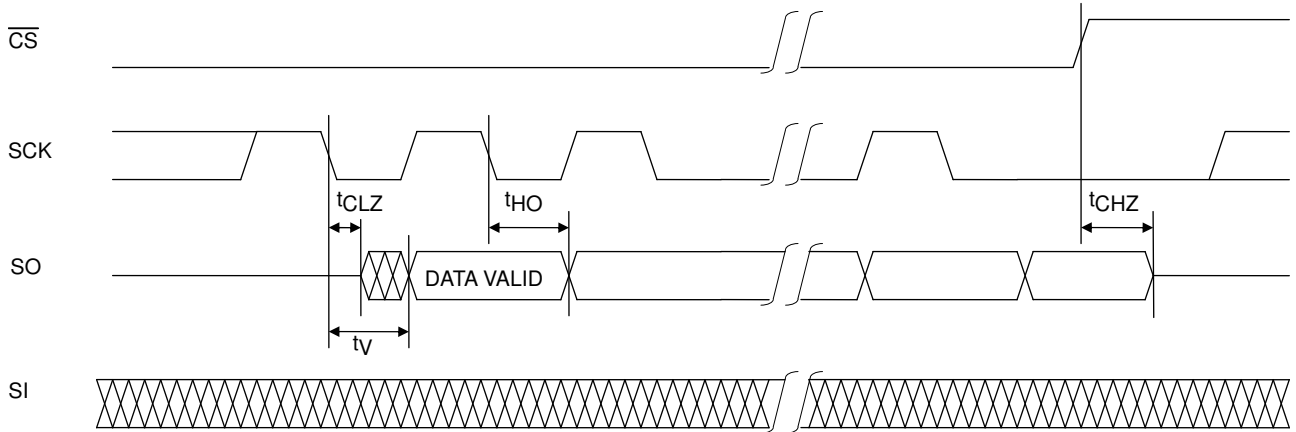 CS
SCK
tCLZ
tHO
tCHZ
SO
DATA VALID
tV
SI